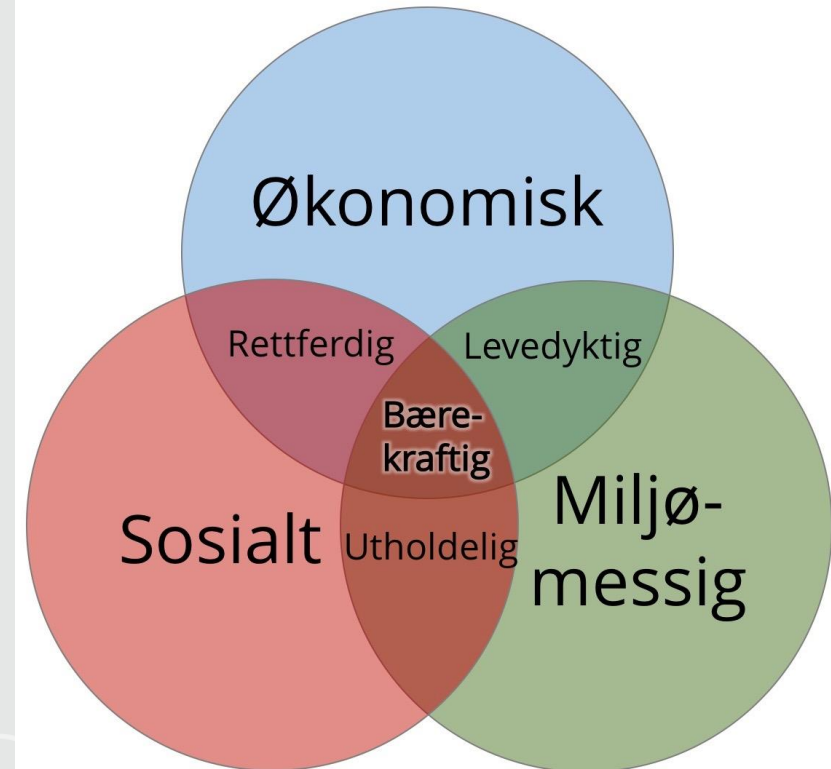 Økonomisk
Rettferdig
Levedyktig
Bære-
kraftig
Sosialt
Utholdelig
Miljø-
messig